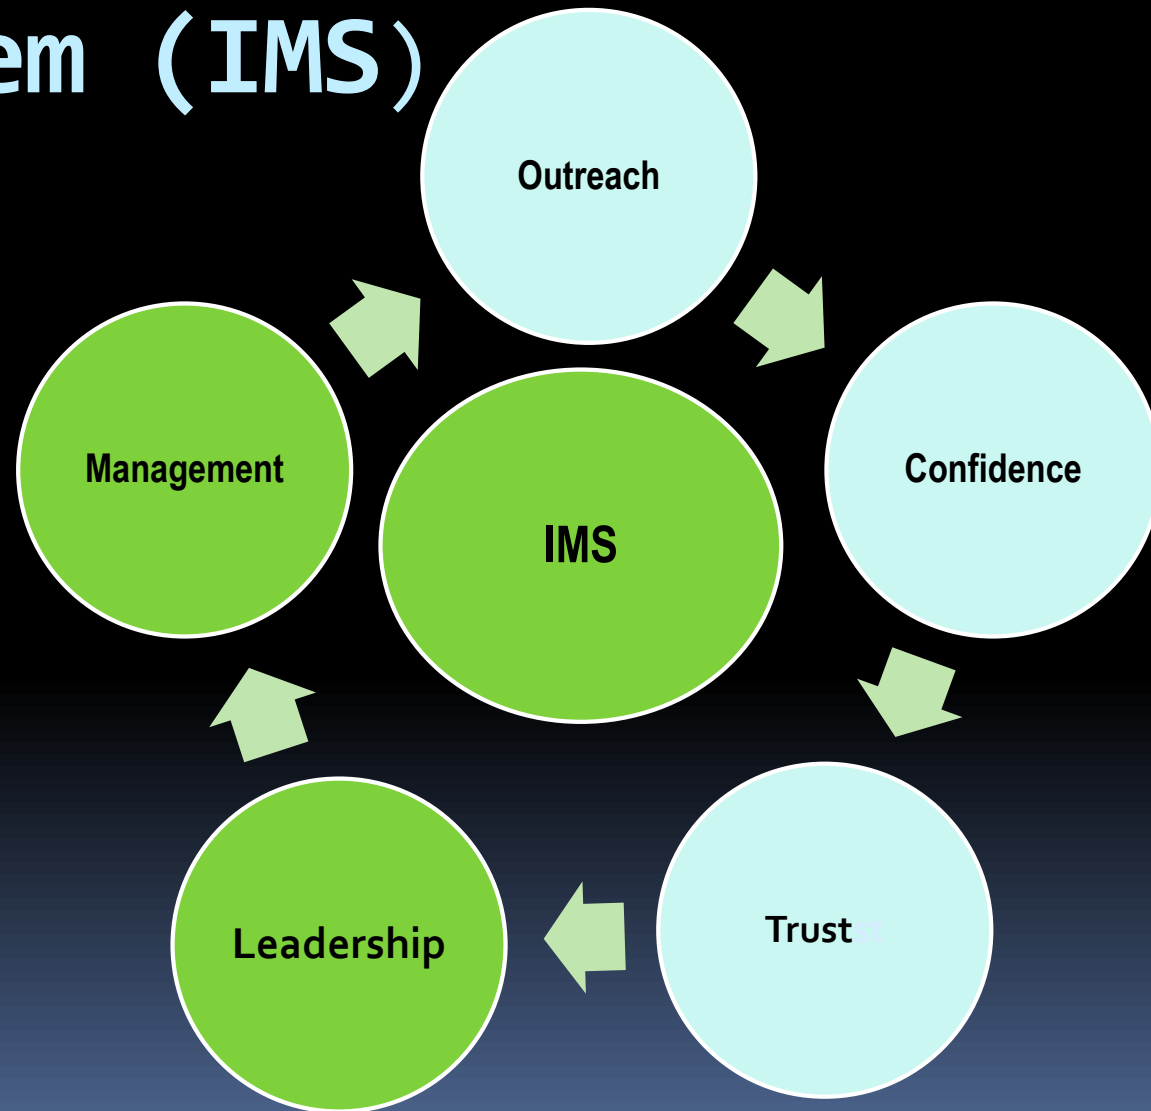 em (IMS)
Outreach
Management
Confidence
IMS
Leadership
Trust